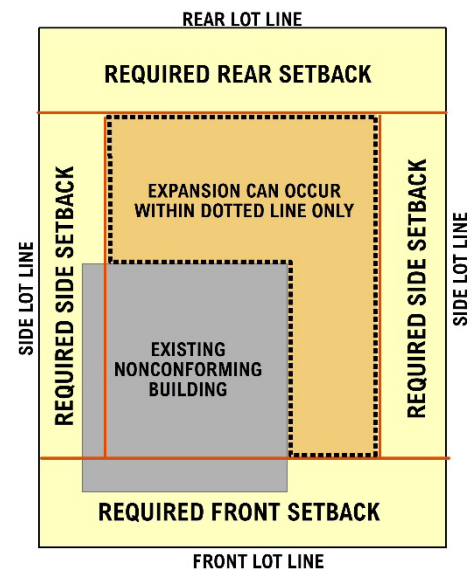 REAR LOT LINE
REQUIRED REAR SETBACK
EXPANSION CAN OCCUR
WITHIN DOTTED LINE ONLY
SIDE LOT LINE
REQUIRED SIDE SETBACK
REQUIRED SIDE SETBACK
SIDE LOT LINE
EXISTING
NONCONFORMING
BUILDING
REQUIRED FRONT SETBACK
FRONT LOT LINE